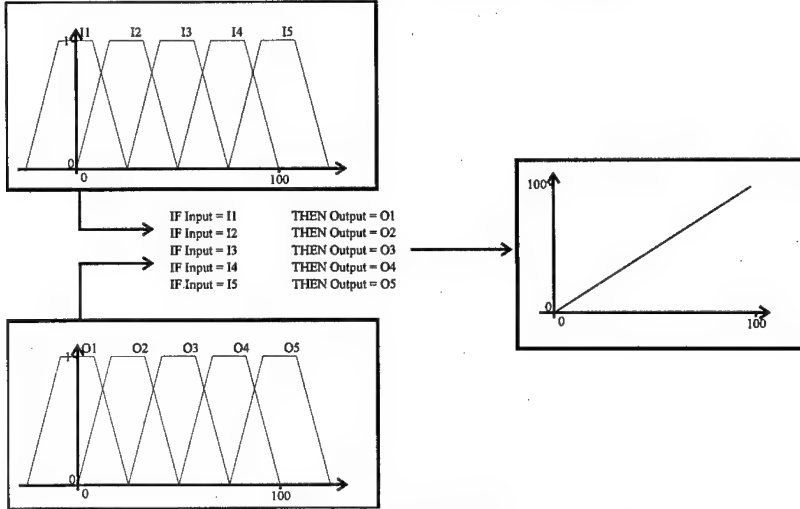 1 I1 I2 I3 I4 I5
0
0 100
IF Input = I1 THEN Output = O1
IF Input = I2 THEN Output = O2
IF Input = I3 THEN Output = O3
IF Input = I4 THEN Output = O4
IF Input = I5 THEN Output = O5
100
0
0 100
1 O1 O2 O3 O4 O5
0
0 100